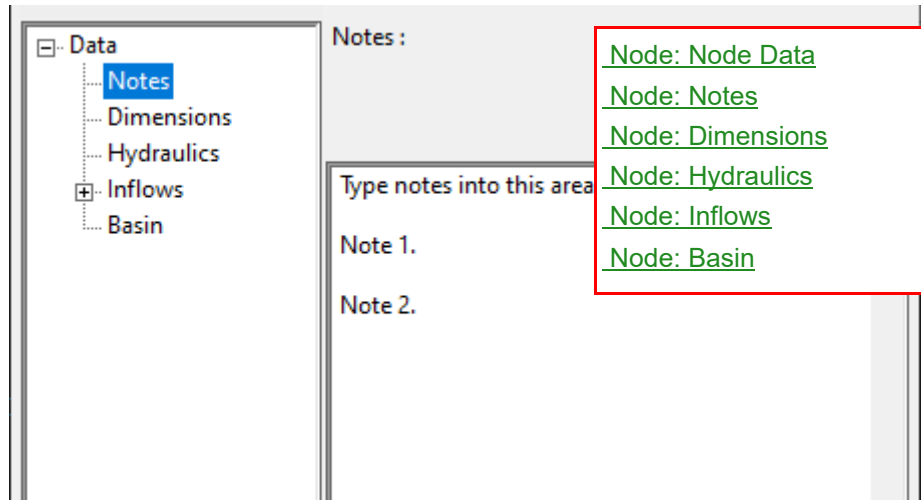 Data
Notes
Dimensions
Hydraulics
Inflows
Basin
Notes :
Type notes into this area
Note 1.
Note 2.
Node: Node Data
Node: Notes
Node: Dimensions
Node: Hydraulics
Node: Inflows
Node: Basin